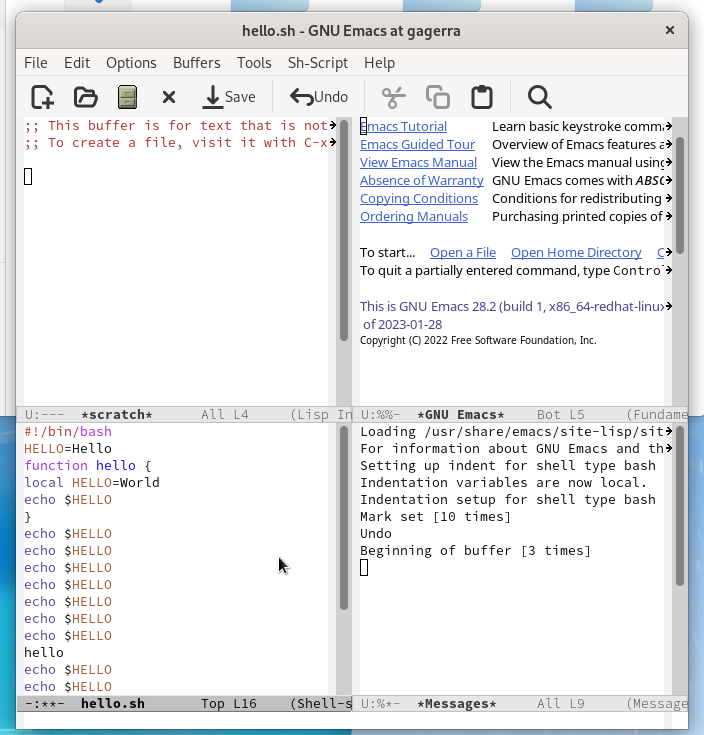 hello.sh - GNU Emacs at gagerra
File Edit Options Buffers Tools Sh-Script Help
Save Undo
;; This buffer is for text that is not
;; To create a file, visit it with C-x
U:--- *scratch* All L4 (Lisp In
Emacs Tutorial Learn basic keystroke comm
Emacs Guided Tour Overview of Emacs features
View Emacs Manual View the Emacs manual using
Absence of Warranty GNU Emacs comes with ABSO
Copying Conditions Conditions for redistributing
Ordering Manuals Purchasing printed copies of
To start... Open a File Open Home Directory
To quit a partially entered command, type Contro
This is GNU Emacs 28.2 (build 1, x86_64-redhat-linux
of 2023-01-28
Copyright (C) 2022 Free Software Foundation, Inc.
U:%%- *GNU Emacs* Bot L5 (Fundame
#!/bin/bash
HELLO=Hello
function hello {
local HELLO=World
echo $HELLO
}
echo $HELLO
echo $HELLO
echo $HELLO
echo $HELLO
echo $HELLO
echo $HELLO
echo $HELLO
hello
echo $HELLO
echo $HELLO
-:**- hello.sh Top L16 (Shell-s
Loading /usr/share/emacs/site-lisp/sit
For information about GNU Emacs and th
Setting up indent for shell type bash
Indentation variables are now local.
Indentation setup for shell type bash
Mark set [10 times]
Undo
Beginning of buffer [3 times]
U:%*- *Messages* All L9 (Message